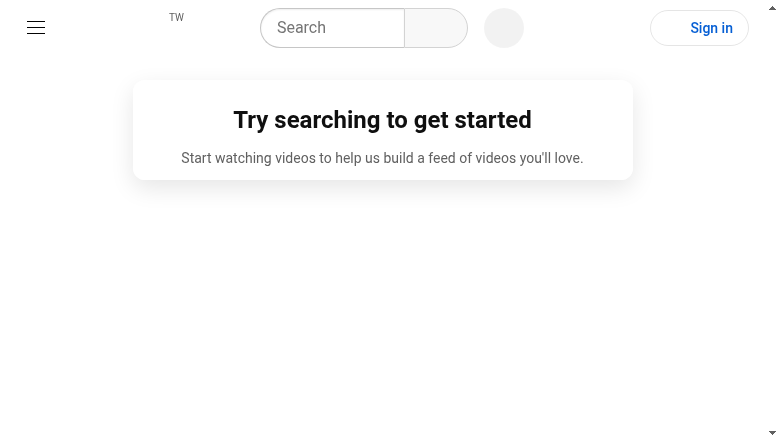 TW
Search
Sign in
Try searching to get started
Start watching videos to help us build a feed of videos you'll love.